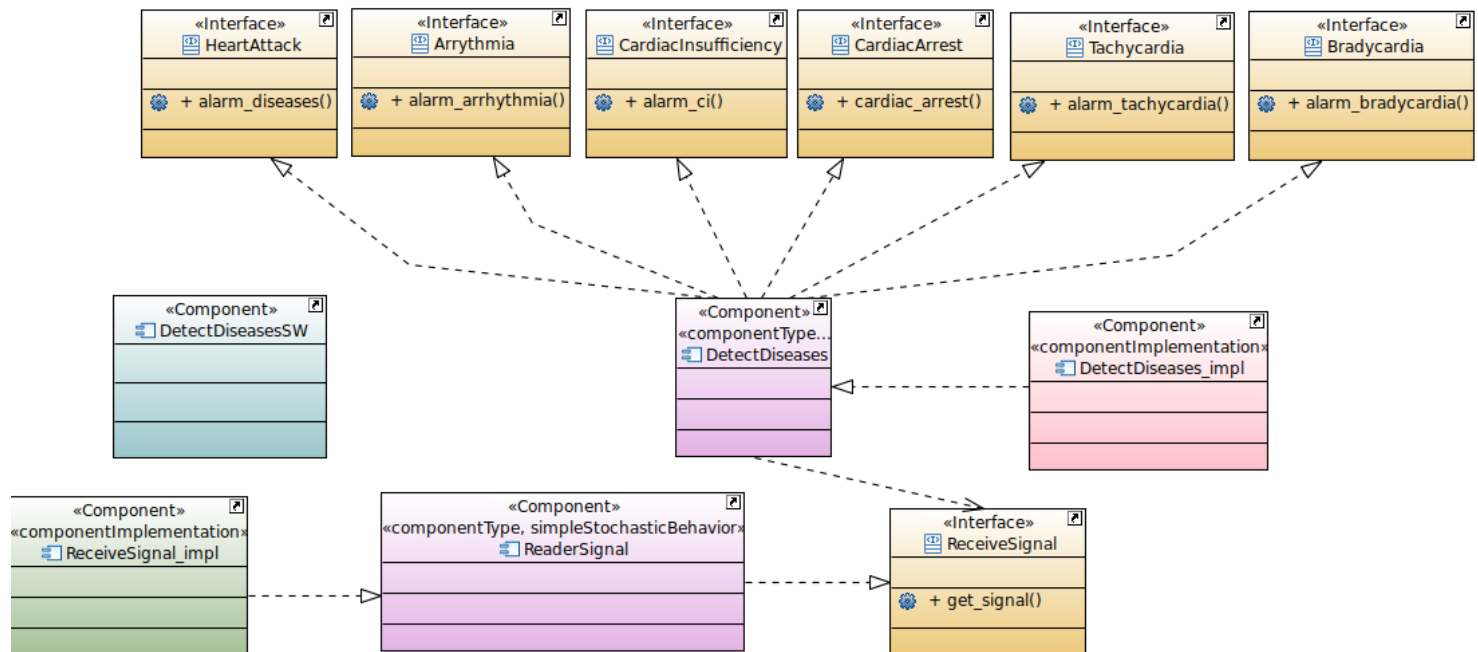 «Interface»
HeartAttack
+ alarm_diseases()
«Interface»
Arrythmia
+ alarm_arrhythmia()
«Interface»
CardiacInsufficiency
+ alarm_ci()
«Interface»
CardiacArrest
+ cardiac_arrest()
«Interface»
Tachycardia
+ alarm_tachycardia()
«Interface»
Bradycardia
+ alarm_bradycardia()
«Component»
DetectDiseasesSW
«Component»
«componentType...
DetectDiseases
«Component»
«componentImplementation»
DetectDiseases_impl
«Component»
«componentImplementation»
ReceiveSignal_impl
«Component»
«componentType, simpleStochasticBehavior»
ReaderSignal
«Interface»
ReceiveSignal
+ get_signal()